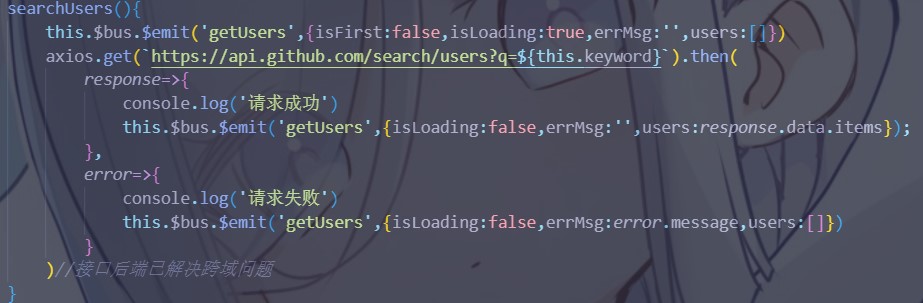 searchUsers(){
this.$bus.$emit('getUsers',{isFirst:false,isLoading:true,errMsg:'',users:[]})
axios.get(`https://api.github.com/search/users?q=${this.keyword}`).then(
response=>{
console.log('请求成功')
this.$bus.$emit('getUsers',{isLoading:false,errMsg:'',users:response.data.items});
},
error=>{
console.log('请求失败')
this.$bus.$emit('getUsers',{isLoading:false,errMsg:error.message,users:[]})
}
)//接口后端已解决跨域问题
}